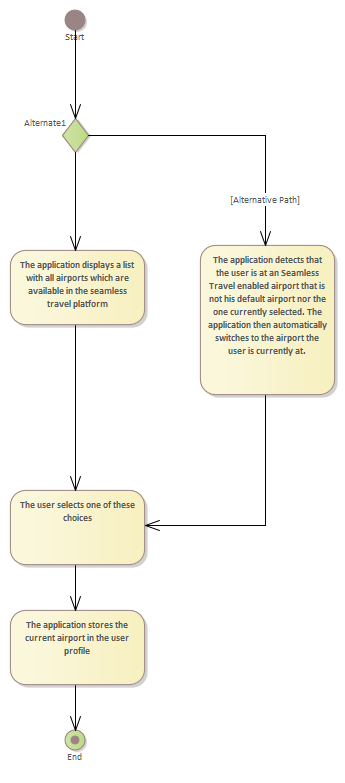 Start
Alternate1
[Alternative Path]
The application displays a list
with all airports which are
available in the seamless
travel platform
The application detects that
the user is at an Seamless
Travel enabled airport that is
not his default airport nor the
one currently selected. The
application then automatically
switches to the airport the
user is currently at.
The user selects one of these
choices
The application stores the
current airport in the user
profile
End